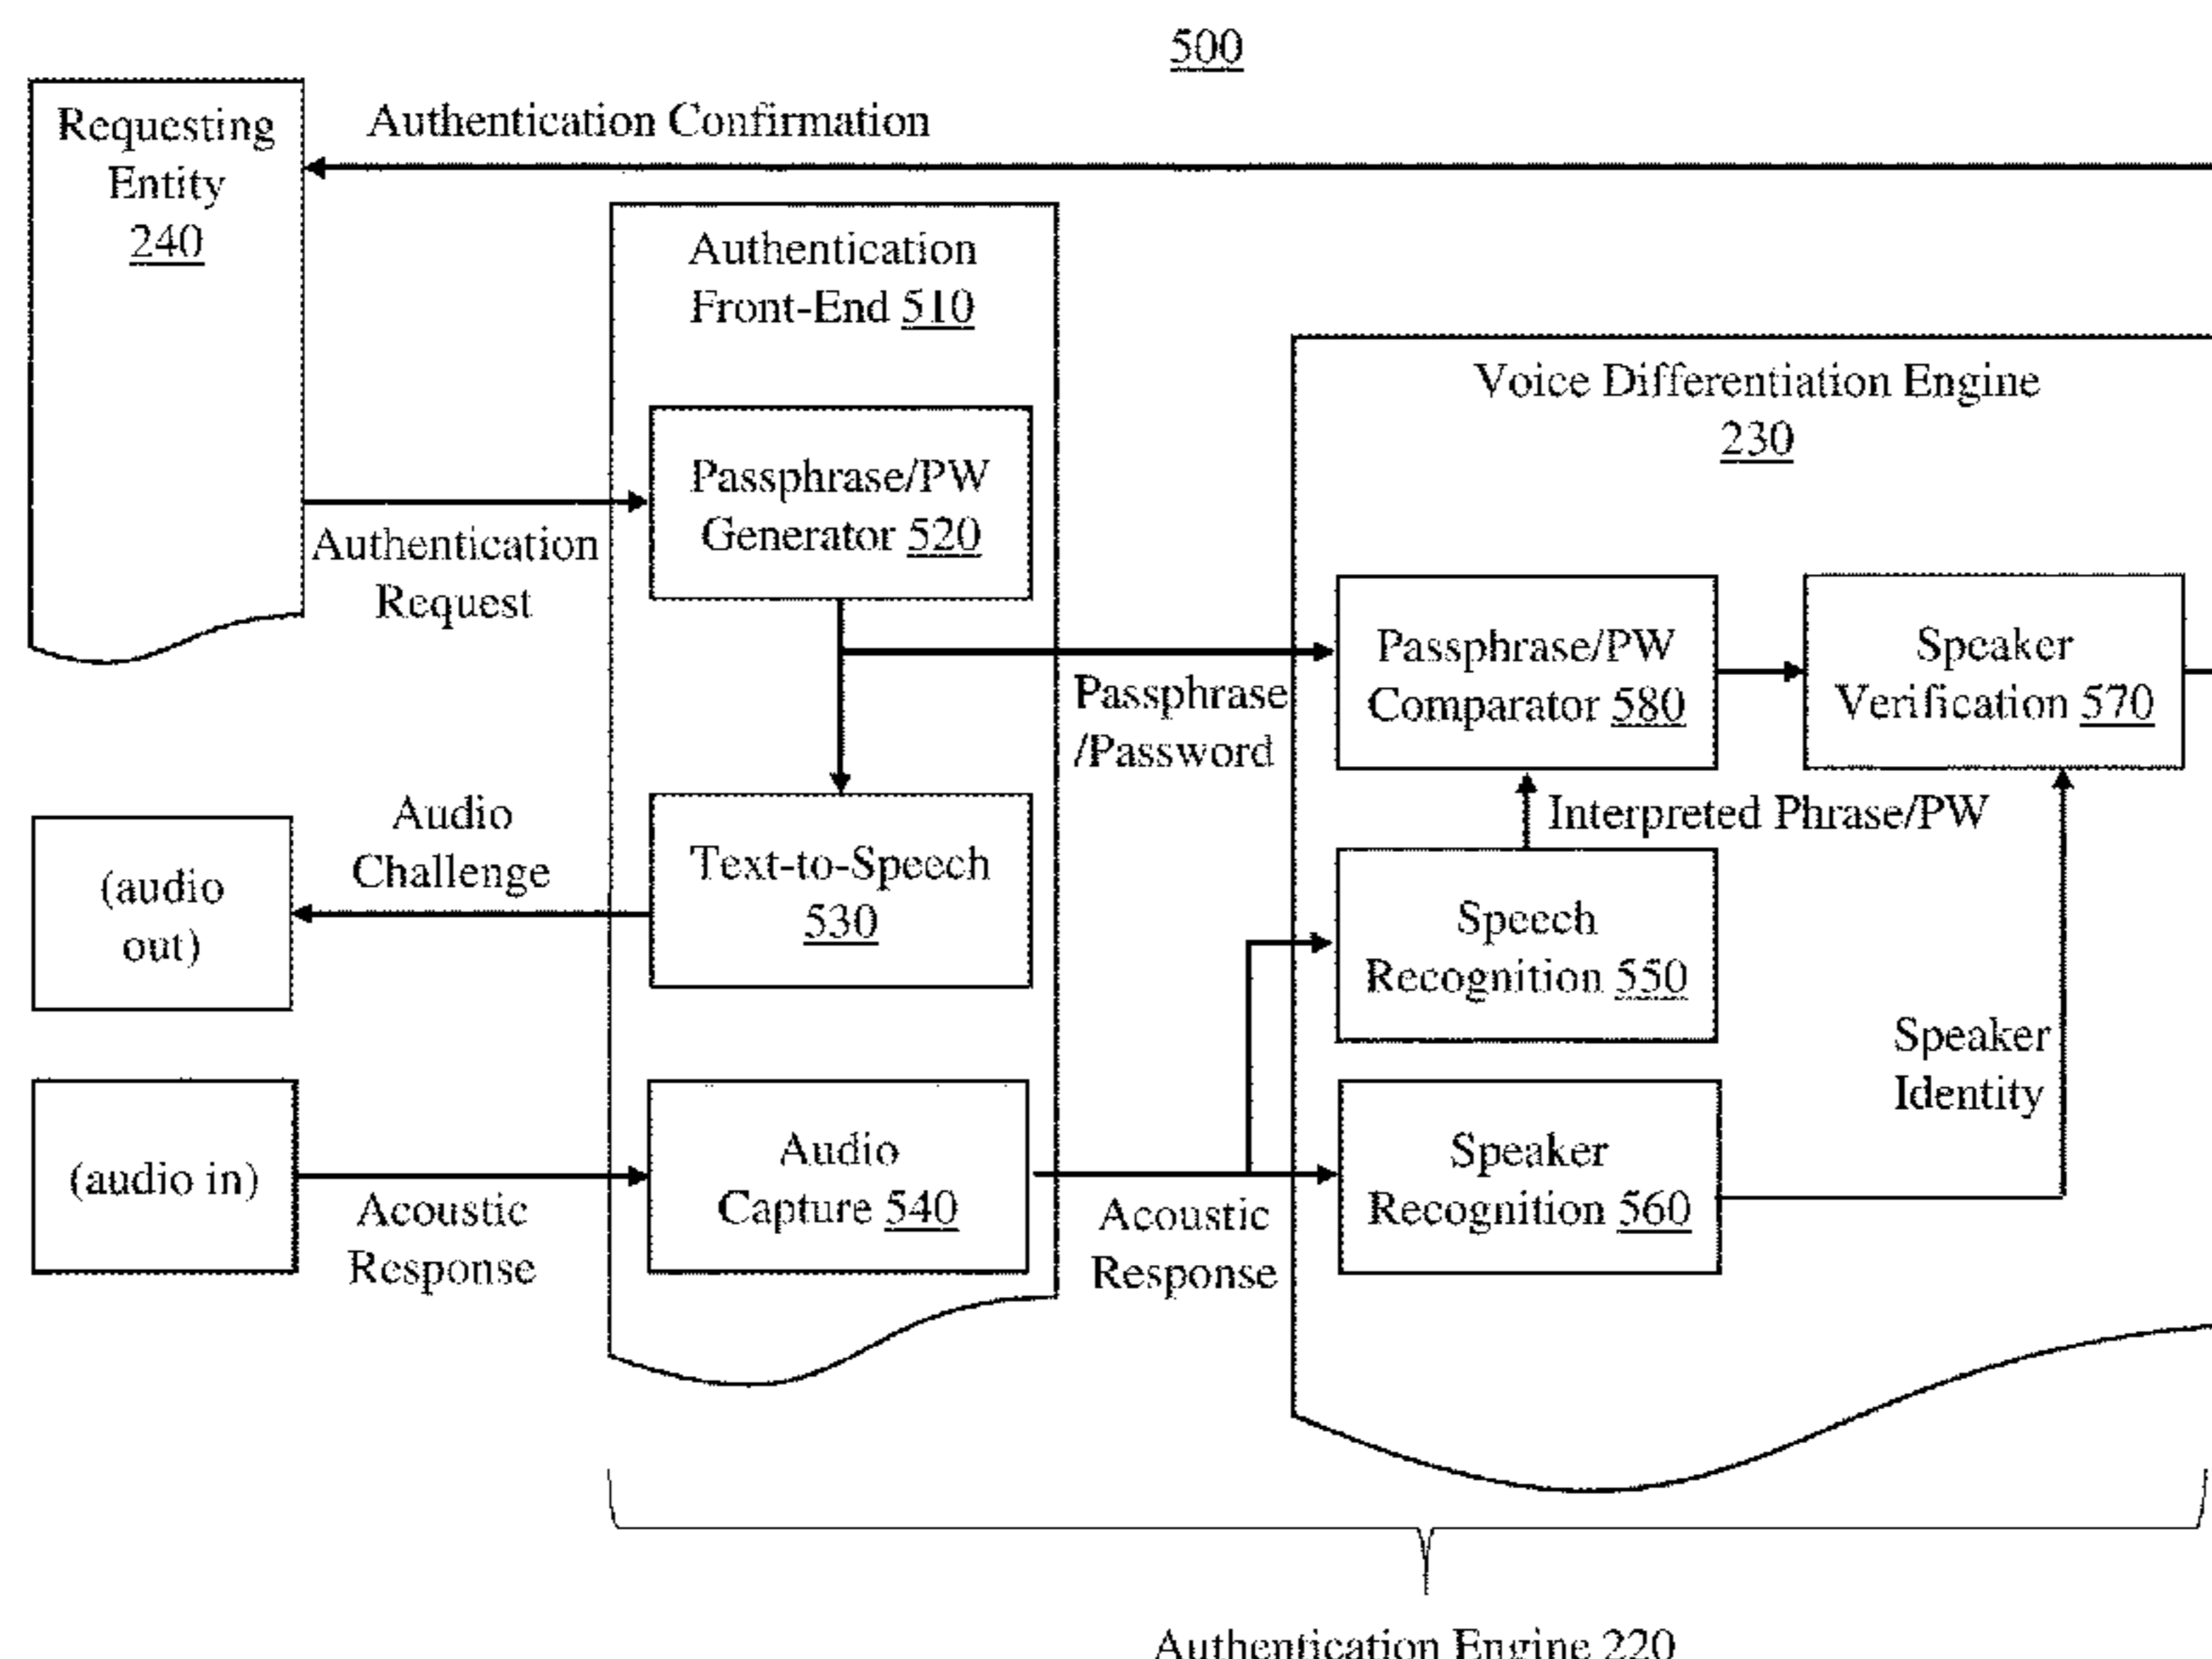 500
Requesting
Entity
240
Authentication Confirmation
Authentication
Front-End 510
Voice Differentiation Engine
230
Passphrase/PW
Generator 520
Authentication
Request
Passphrase
/Password
Passphrase/PW
Comparator 580
Speaker
Verification 570
Audio
Challenge
(audio
out)
Text-to-Speech
530
Interpreted Phrase/PW
Speech
Recognition 550
Speaker
Identity
(audio in)
Acoustic
Response
Audio
Capture 540
Acoustic
Response
Speaker
Recognition 560
Authentication Engine 220